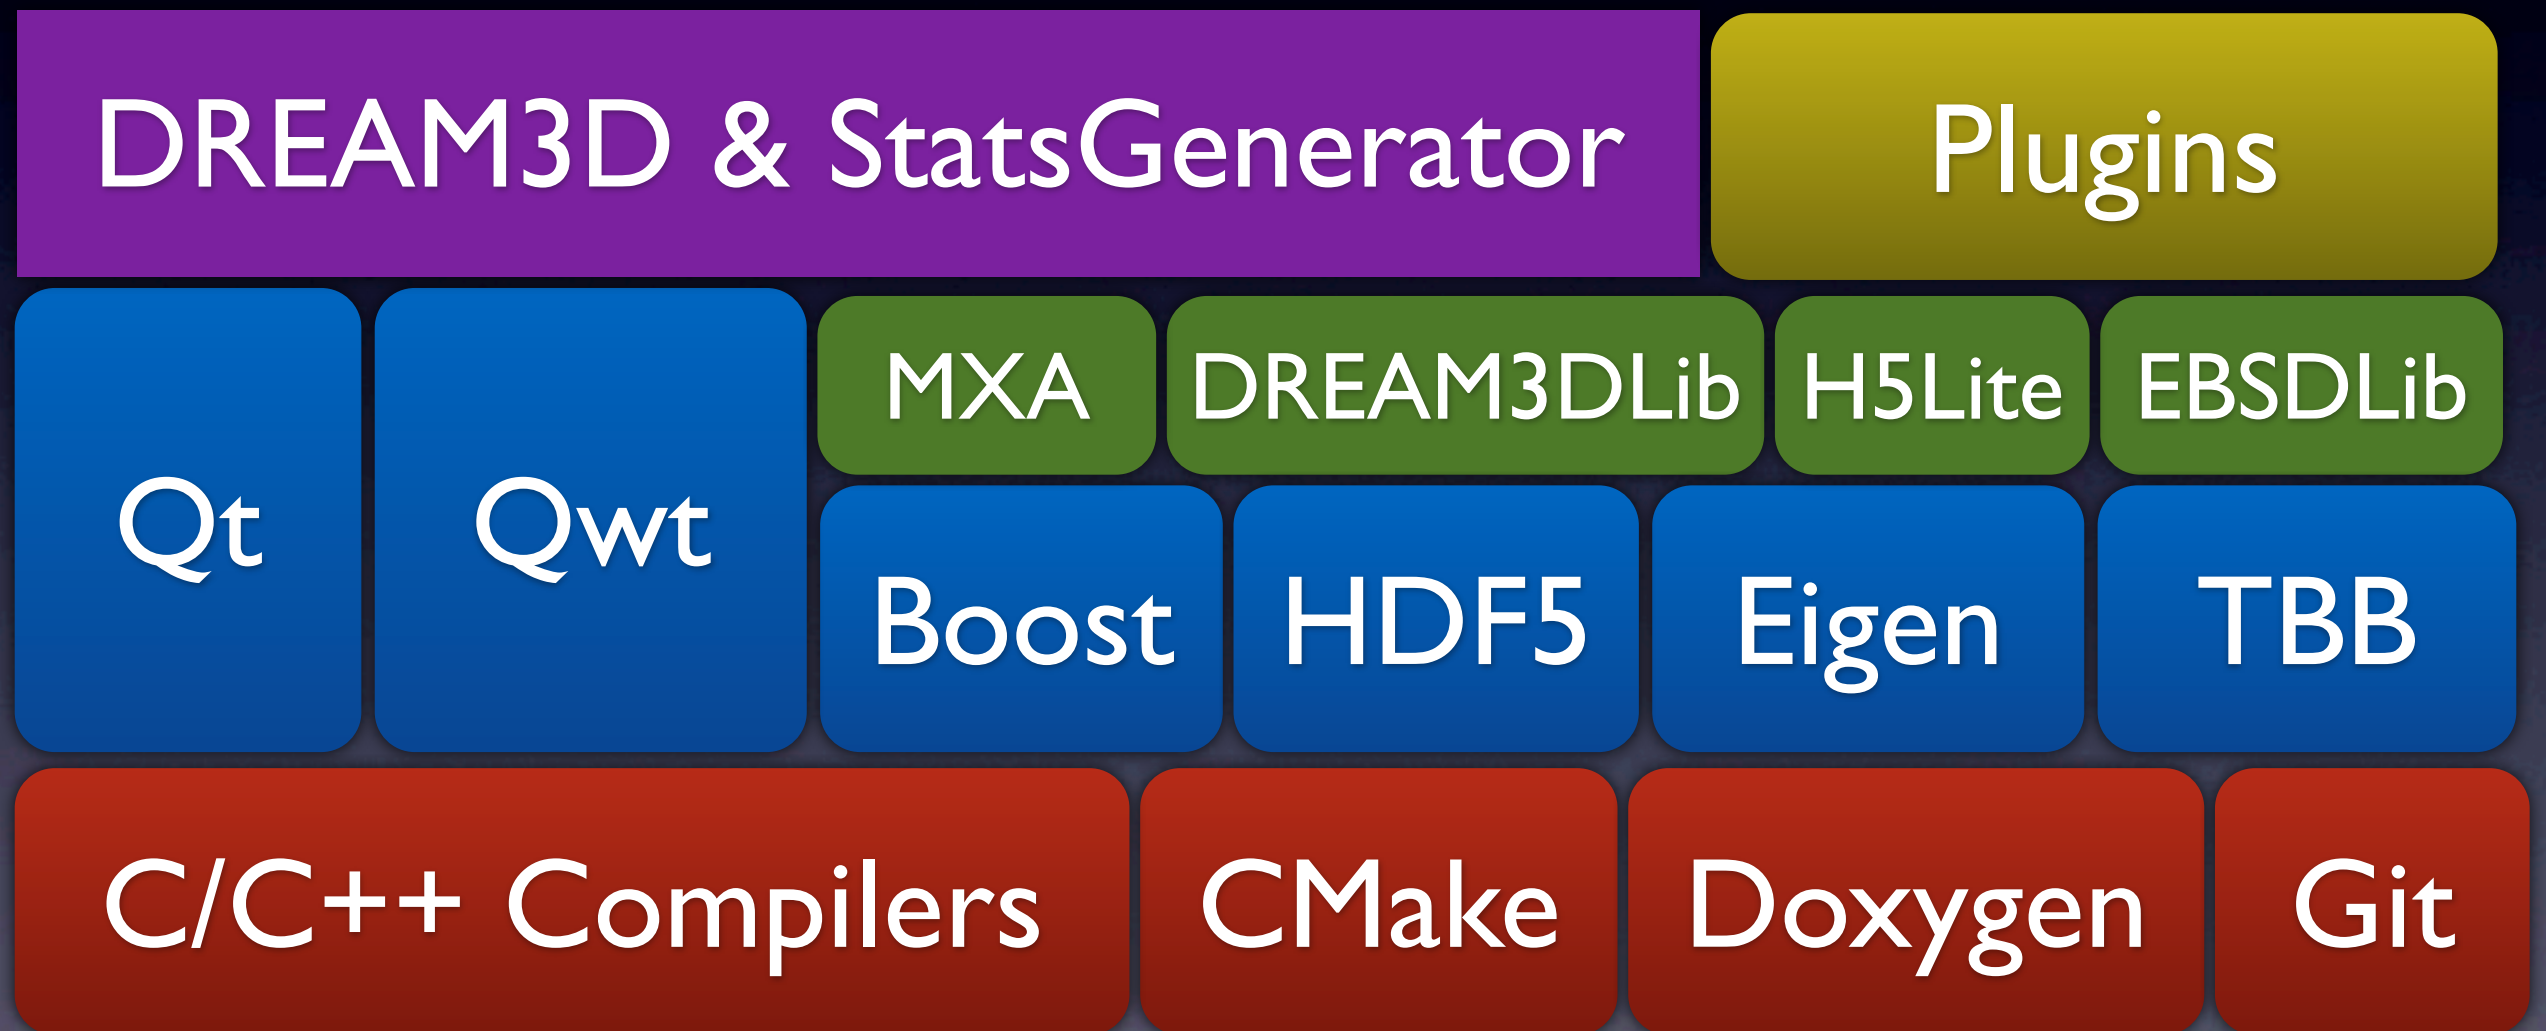 DREAM3D & StatsGenerator
Plugins
Qt
Qwt
MXA
DREAM3DLib
H5Lite
EBSDLib
Boost
HDF5
Eigen
TBB
C/C++ Compilers
CMake
Doxygen
Git